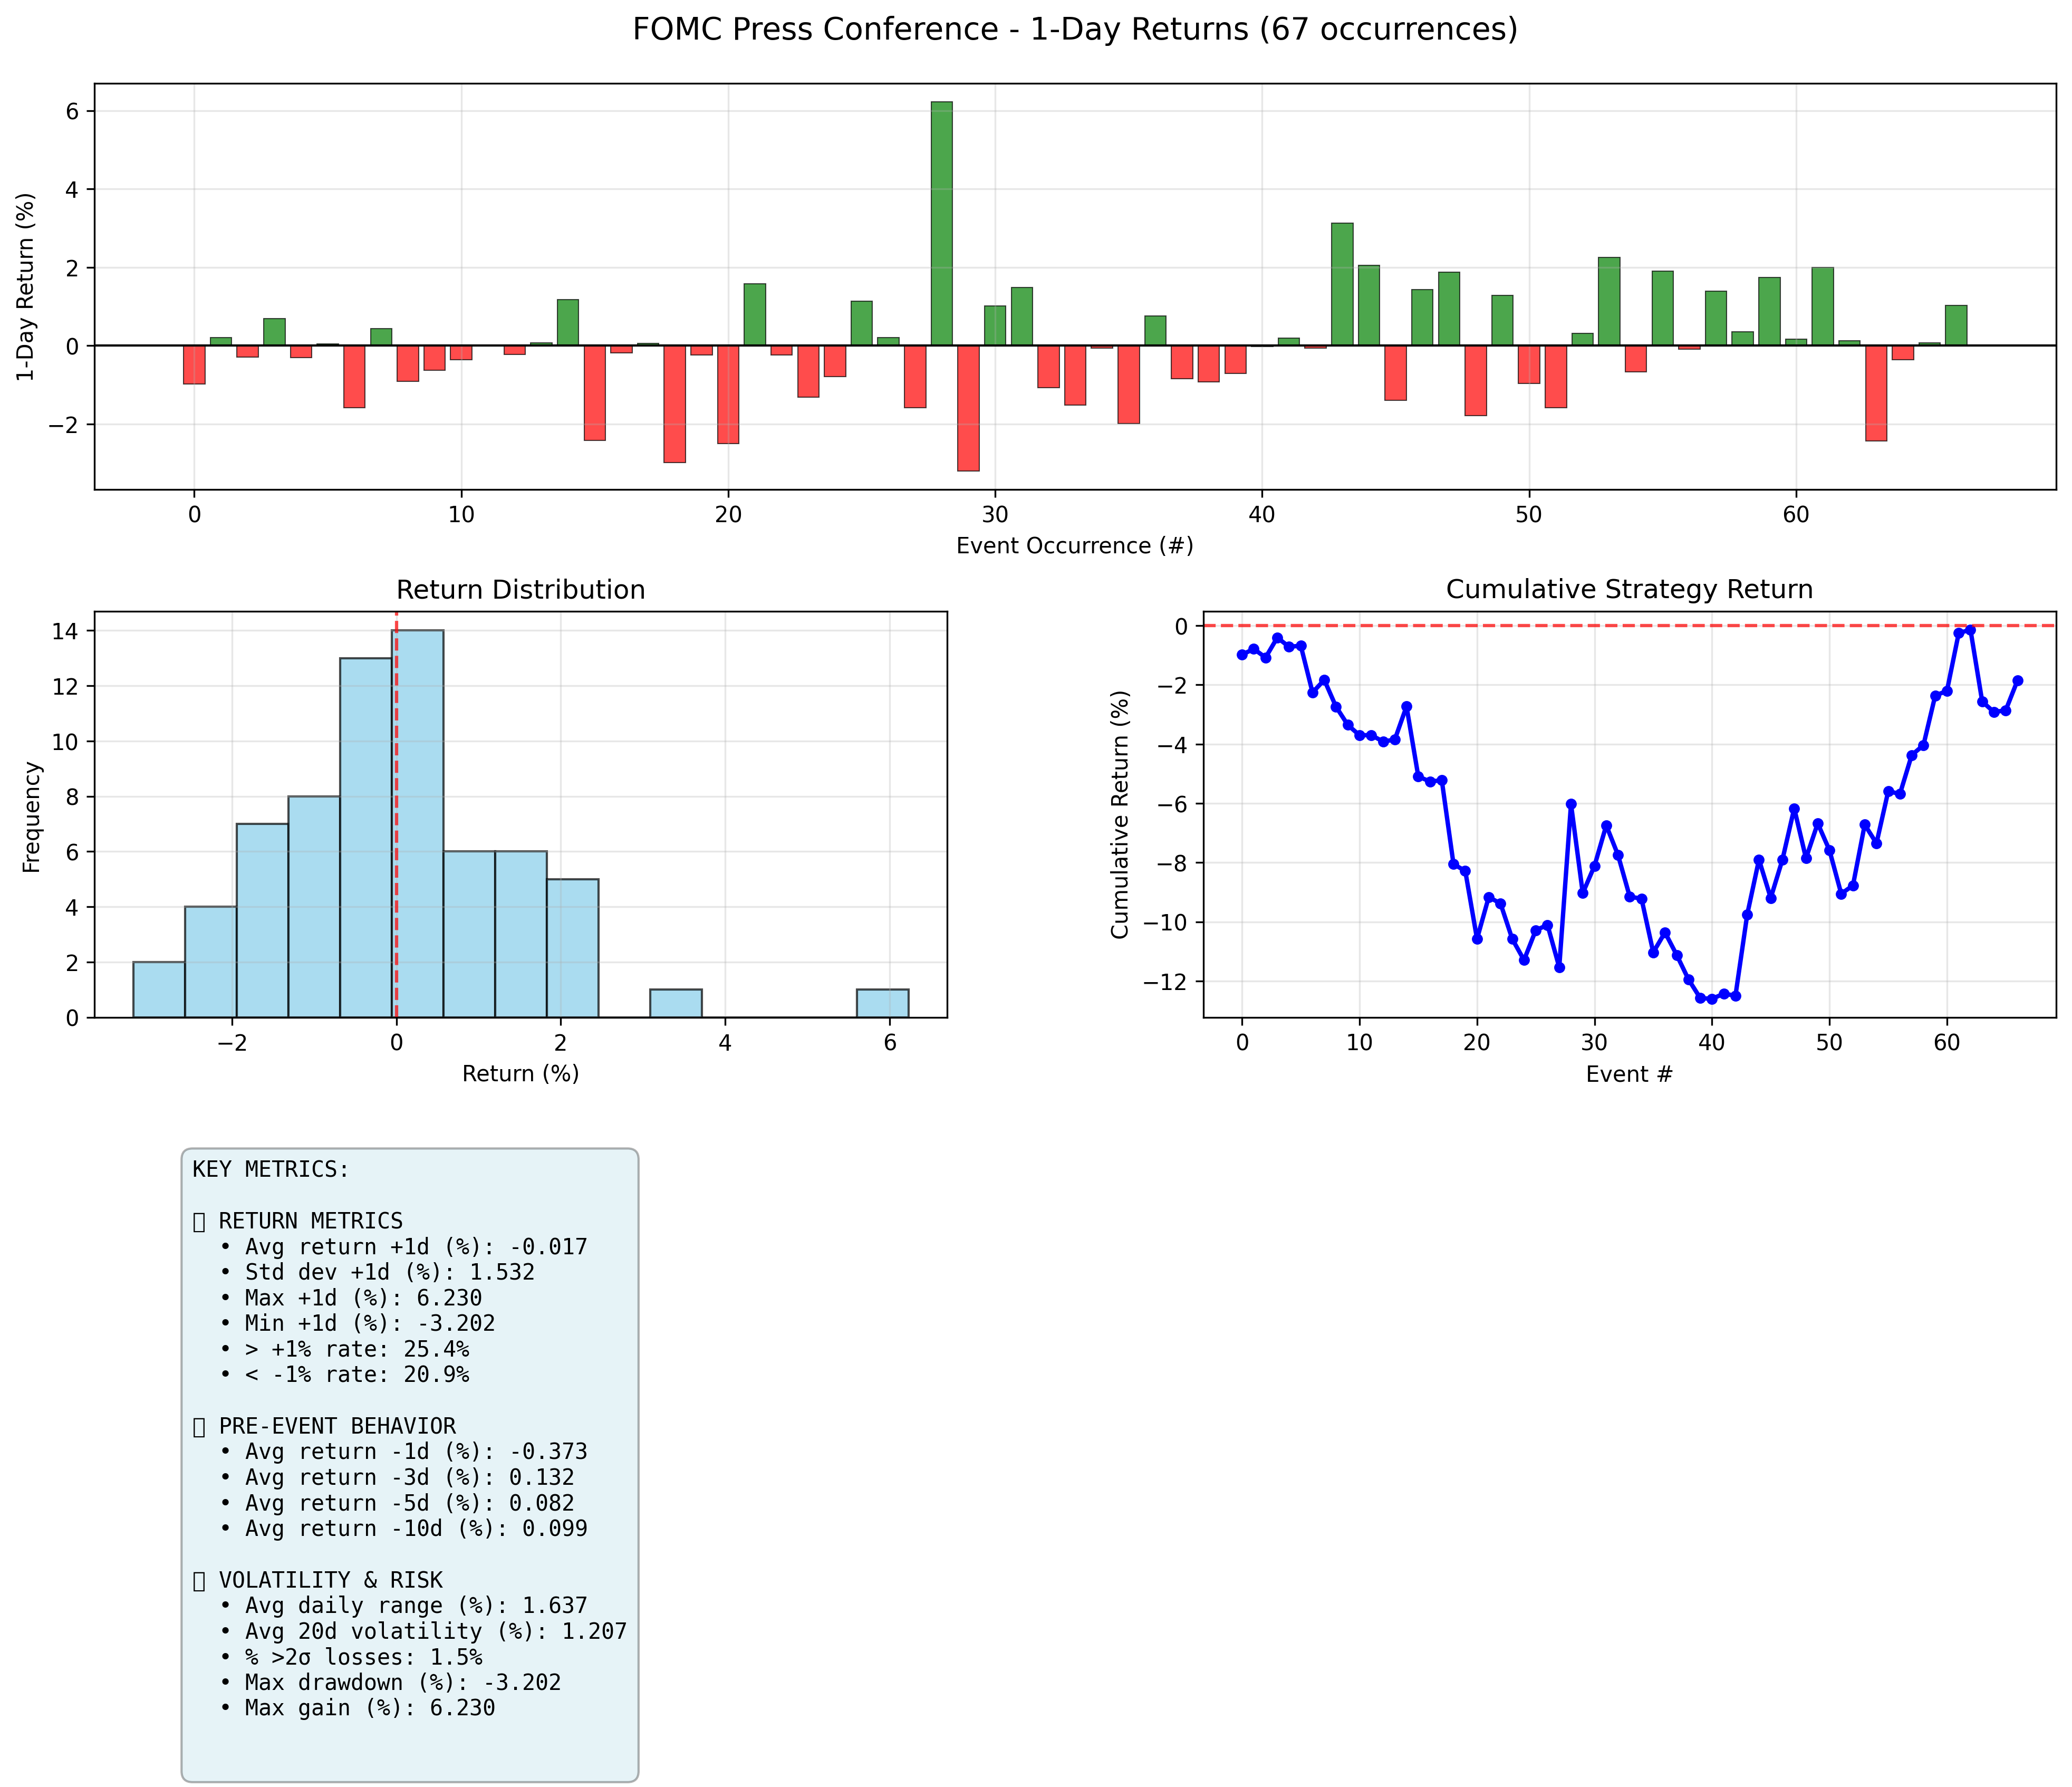 FOMC Press Conference - 1-Day Returns (67 occurrences)
1-Day Return (%)
6
4
2
0
−2
0 10 20 30 40 50 60
Event Occurrence (#)
Return Distribution
Frequency
14
12
10
8
6
4
2
0
−2 0 2 4 6
Return (%)
Cumulative Strategy Return
Cumulative Return (%)
0
−2
−4
−6
−8
−10
−12
0 10 20 30 40 50 60
Event #
KEY METRICS:
RETURN METRICS
• Avg return +1d (%): -0.017
• Std dev +1d (%): 1.532
• Max +1d (%): 6.230
• Min +1d (%): -3.202
• > +1% rate: 25.4%
• < -1% rate: 20.9%
PRE-EVENT BEHAVIOR
• Avg return -1d (%): -0.373
• Avg return -3d (%): 0.132
• Avg return -5d (%): 0.082
• Avg return -10d (%): 0.099
VOLATILITY & RISK
• Avg daily range (%): 1.637
• Avg 20d volatility (%): 1.207
• % >2σ losses: 1.5%
• Max drawdown (%): -3.202
• Max gain (%): 6.230